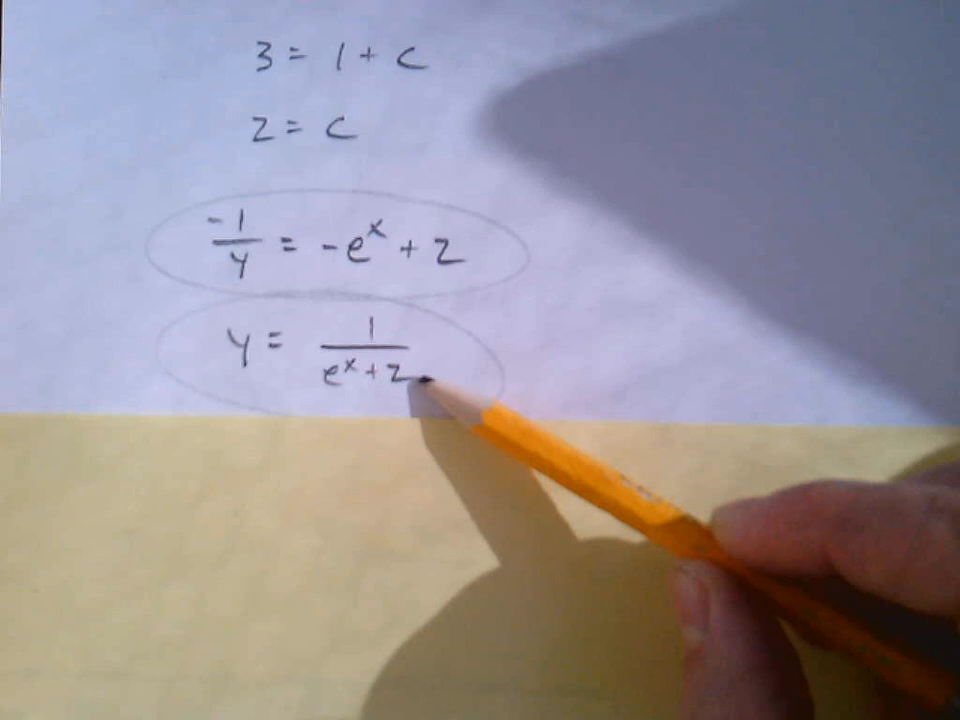 3 = 1 + C
2 = C
-1/y = -e^x + 2
y = 1/(e^x + 2)